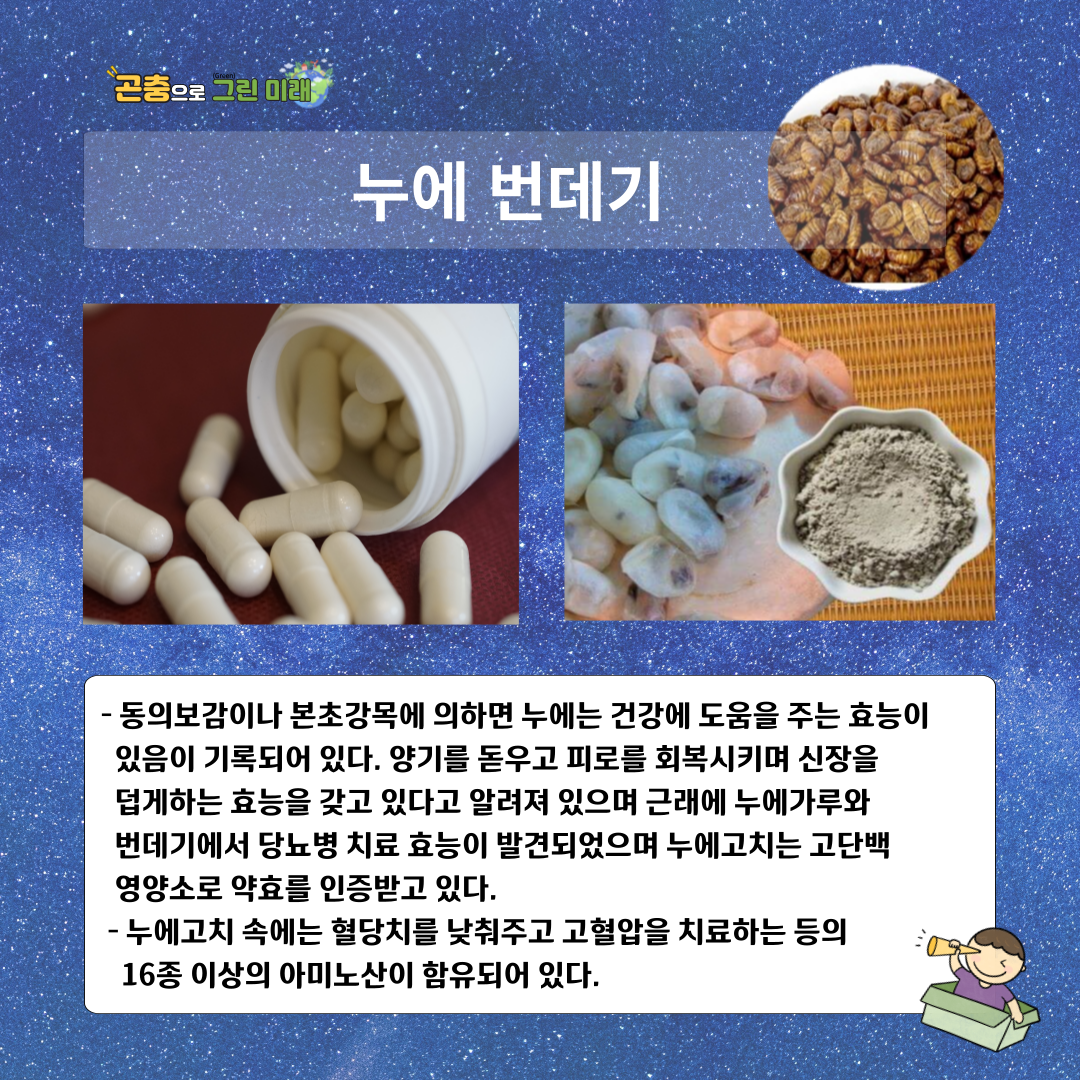 (Green)
곤충으로 그린 미래
누에 번데기
- 동의보감이나 본초강목에 의하면 누에는 건강에 도움을 주는 효능이
있음이 기록되어 있다. 양기를 돋우고 피로를 회복시키며 신장을
덥게하는 효능을 갖고 있다고 알려져 있으며 근래에 누에가루와
번데기에서 당뇨병 치료 효능이 발견되었으며 누에고치는 고단백
영양소로 약효를 인증받고 있다.
- 누에고치 속에는 혈당치를 낮춰주고 고혈압을 치료하는 등의
16종 이상의 아미노산이 함유되어 있다.